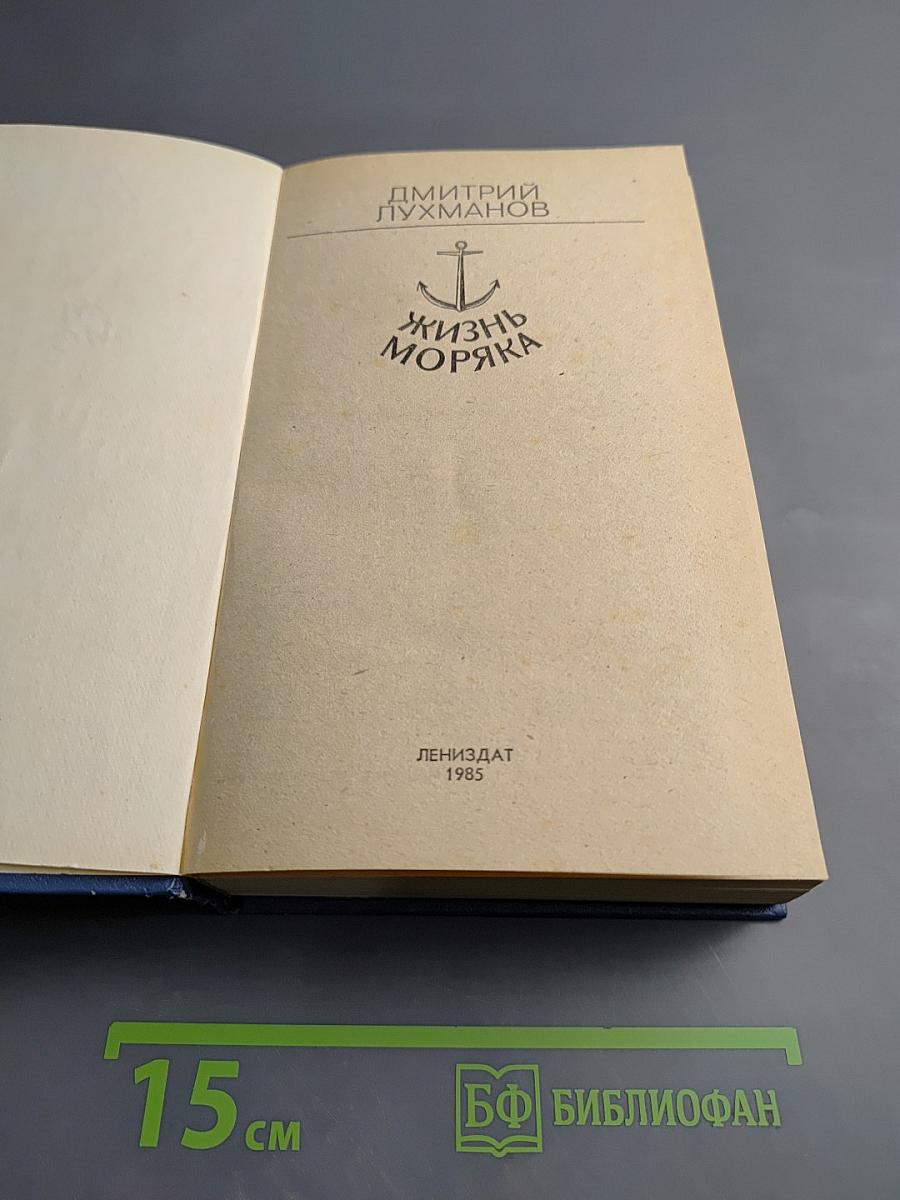 ДМИТРИЙ
ЛУХМАНОВ
ЖИЗНЬ
МОРЯКА
ЛЕНИЗДАТ
1985
15 см
БФ БИБЛИОФАН